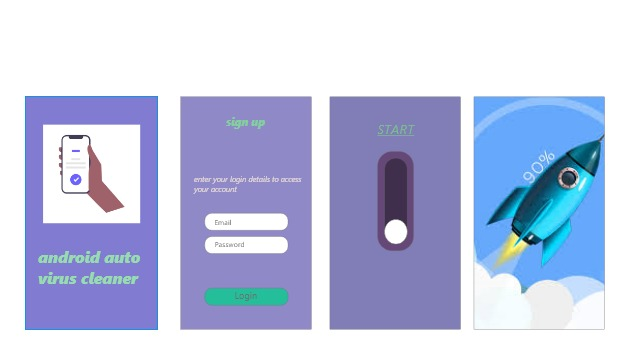 android auto
virus cleaner
sign up
enter your login details to access
your account
Email
Password
Login
START
90%